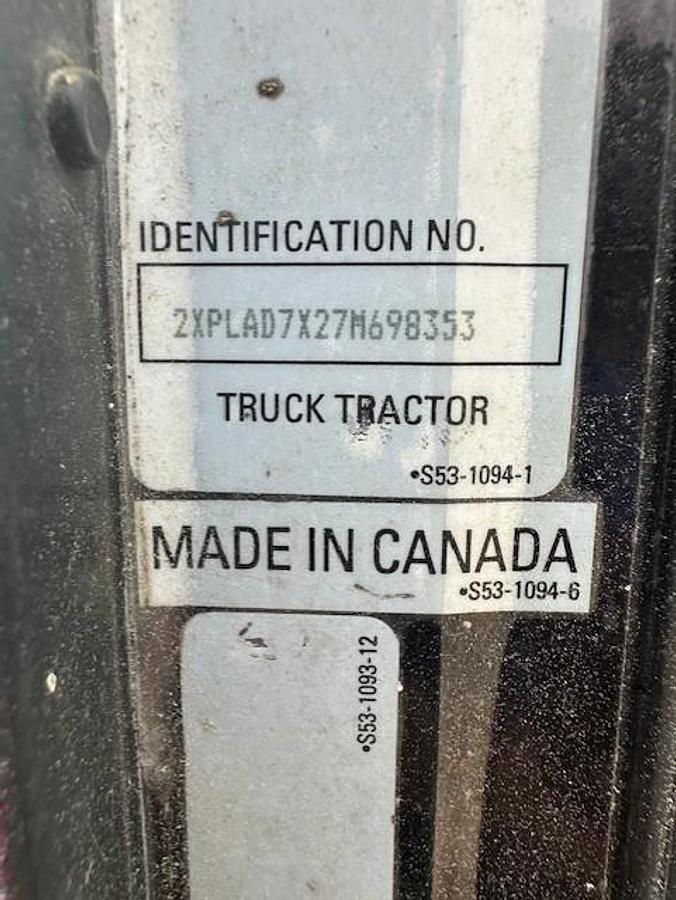 IDENTIFICATION NO.
2XPLAD7X27M698353
TRUCK TRACTOR
•S53-1094-1
MADE IN CANADA
•S53-1094-6
•S53-1093-12